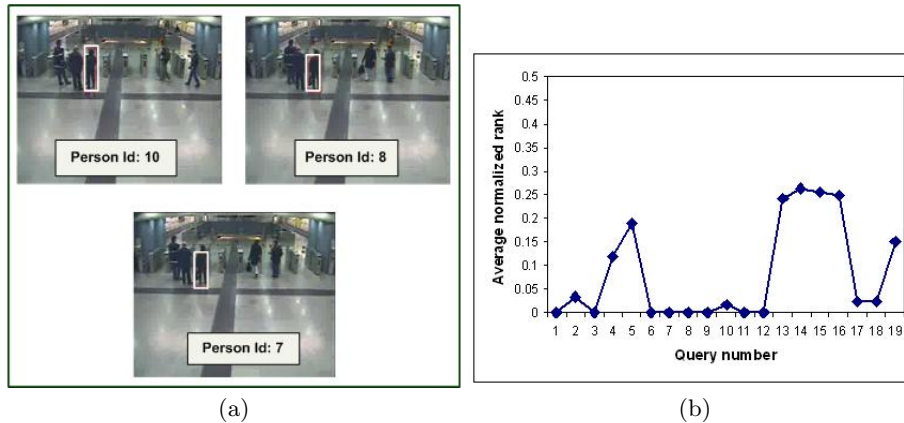 Person Id: 10
Person Id: 8
Person Id: 7
(a)
Average normalized rank
0.5
0.45
0.4
0.35
0.3
0.25
0.2
0.15
0.1
0.05
0
1 2 3 4 5 6 7 8 9 10 11 12 13 14 15 16 17 18 19
Query number
(b)